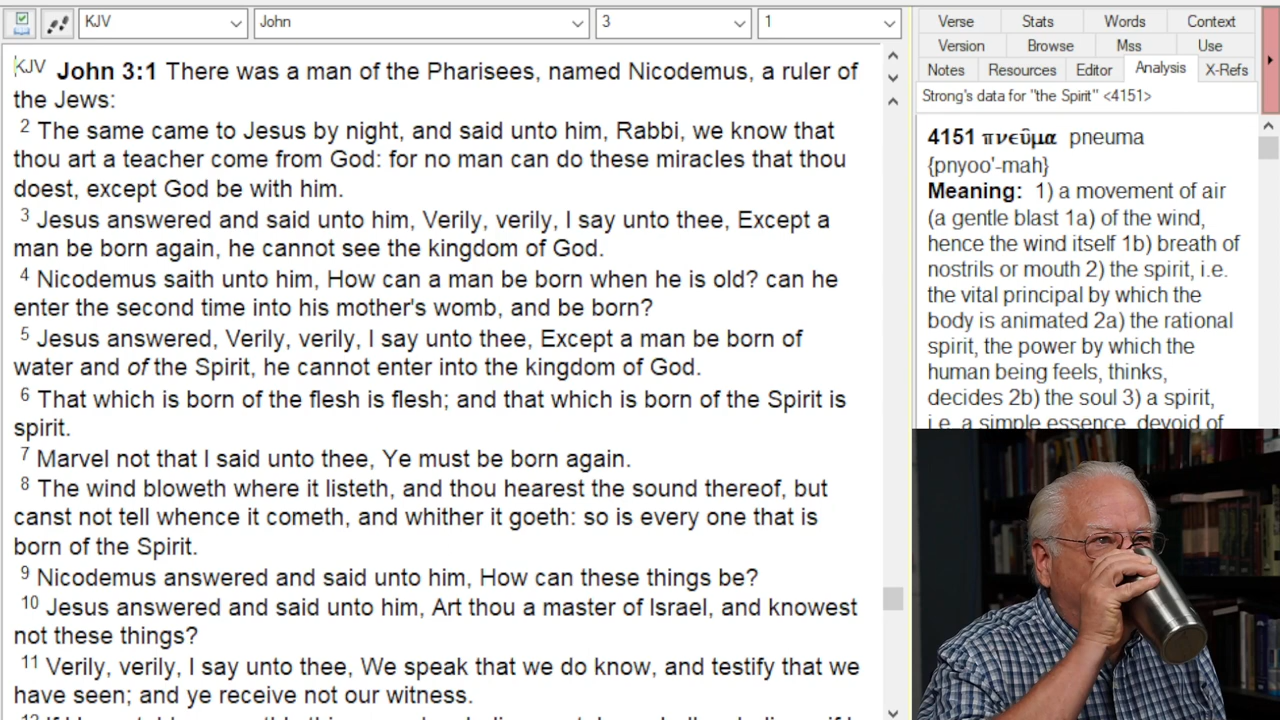 KJV John 3 1
KJV John 3:1 There was a man of the Pharisees, named Nicodemus, a ruler of
the Jews:
2 The same came to Jesus by night, and said unto him, Rabbi, we know that
thou art a teacher come from God: for no man can do these miracles that thou
doest, except God be with him.
3 Jesus answered and said unto him, Verily, verily, I say unto thee, Except a
man be born again, he cannot see the kingdom of God.
4 Nicodemus saith unto him, How can a man be born when he is old? can he
enter the second time into his mother's womb, and be born?
5 Jesus answered, Verily, verily, I say unto thee, Except a man be born of
water and of the Spirit, he cannot enter into the kingdom of God.
6 That which is born of the flesh is flesh; and that which is born of the Spirit is
spirit.
7 Marvel not that I said unto thee, Ye must be born again.
8 The wind bloweth where it listeth, and thou hearest the sound thereof, but
canst not tell whence it cometh, and whither it goeth: so is every one that is
born of the Spirit.
9 Nicodemus answered and said unto him, How can these things be?
10 Jesus answered and said unto him, Art thou a master of Israel, and knowest
not these things?
11 Verily, verily, I say unto thee, We speak that we do know, and testify that we
have seen; and ye receive not our witness.
Verse Stats Words Context
Version Browse Mss Use
Notes Resources Editor Analysis X-Refs
Strong's data for "the Spirit" <4151>
4151 πνεῦμα pneuma
{pnyoo'-mah}
Meaning: 1) a movement of air
(a gentle blast 1a) of the wind,
hence the wind itself 1b) breath of
nostrils or mouth 2) the spirit, i.e.
the vital principal by which the
body is animated 2a) the rational
spirit, the power by which the
human being feels, thinks,
decides 2b) the soul 3) a spirit,
i.e. a simple essence, devoid of